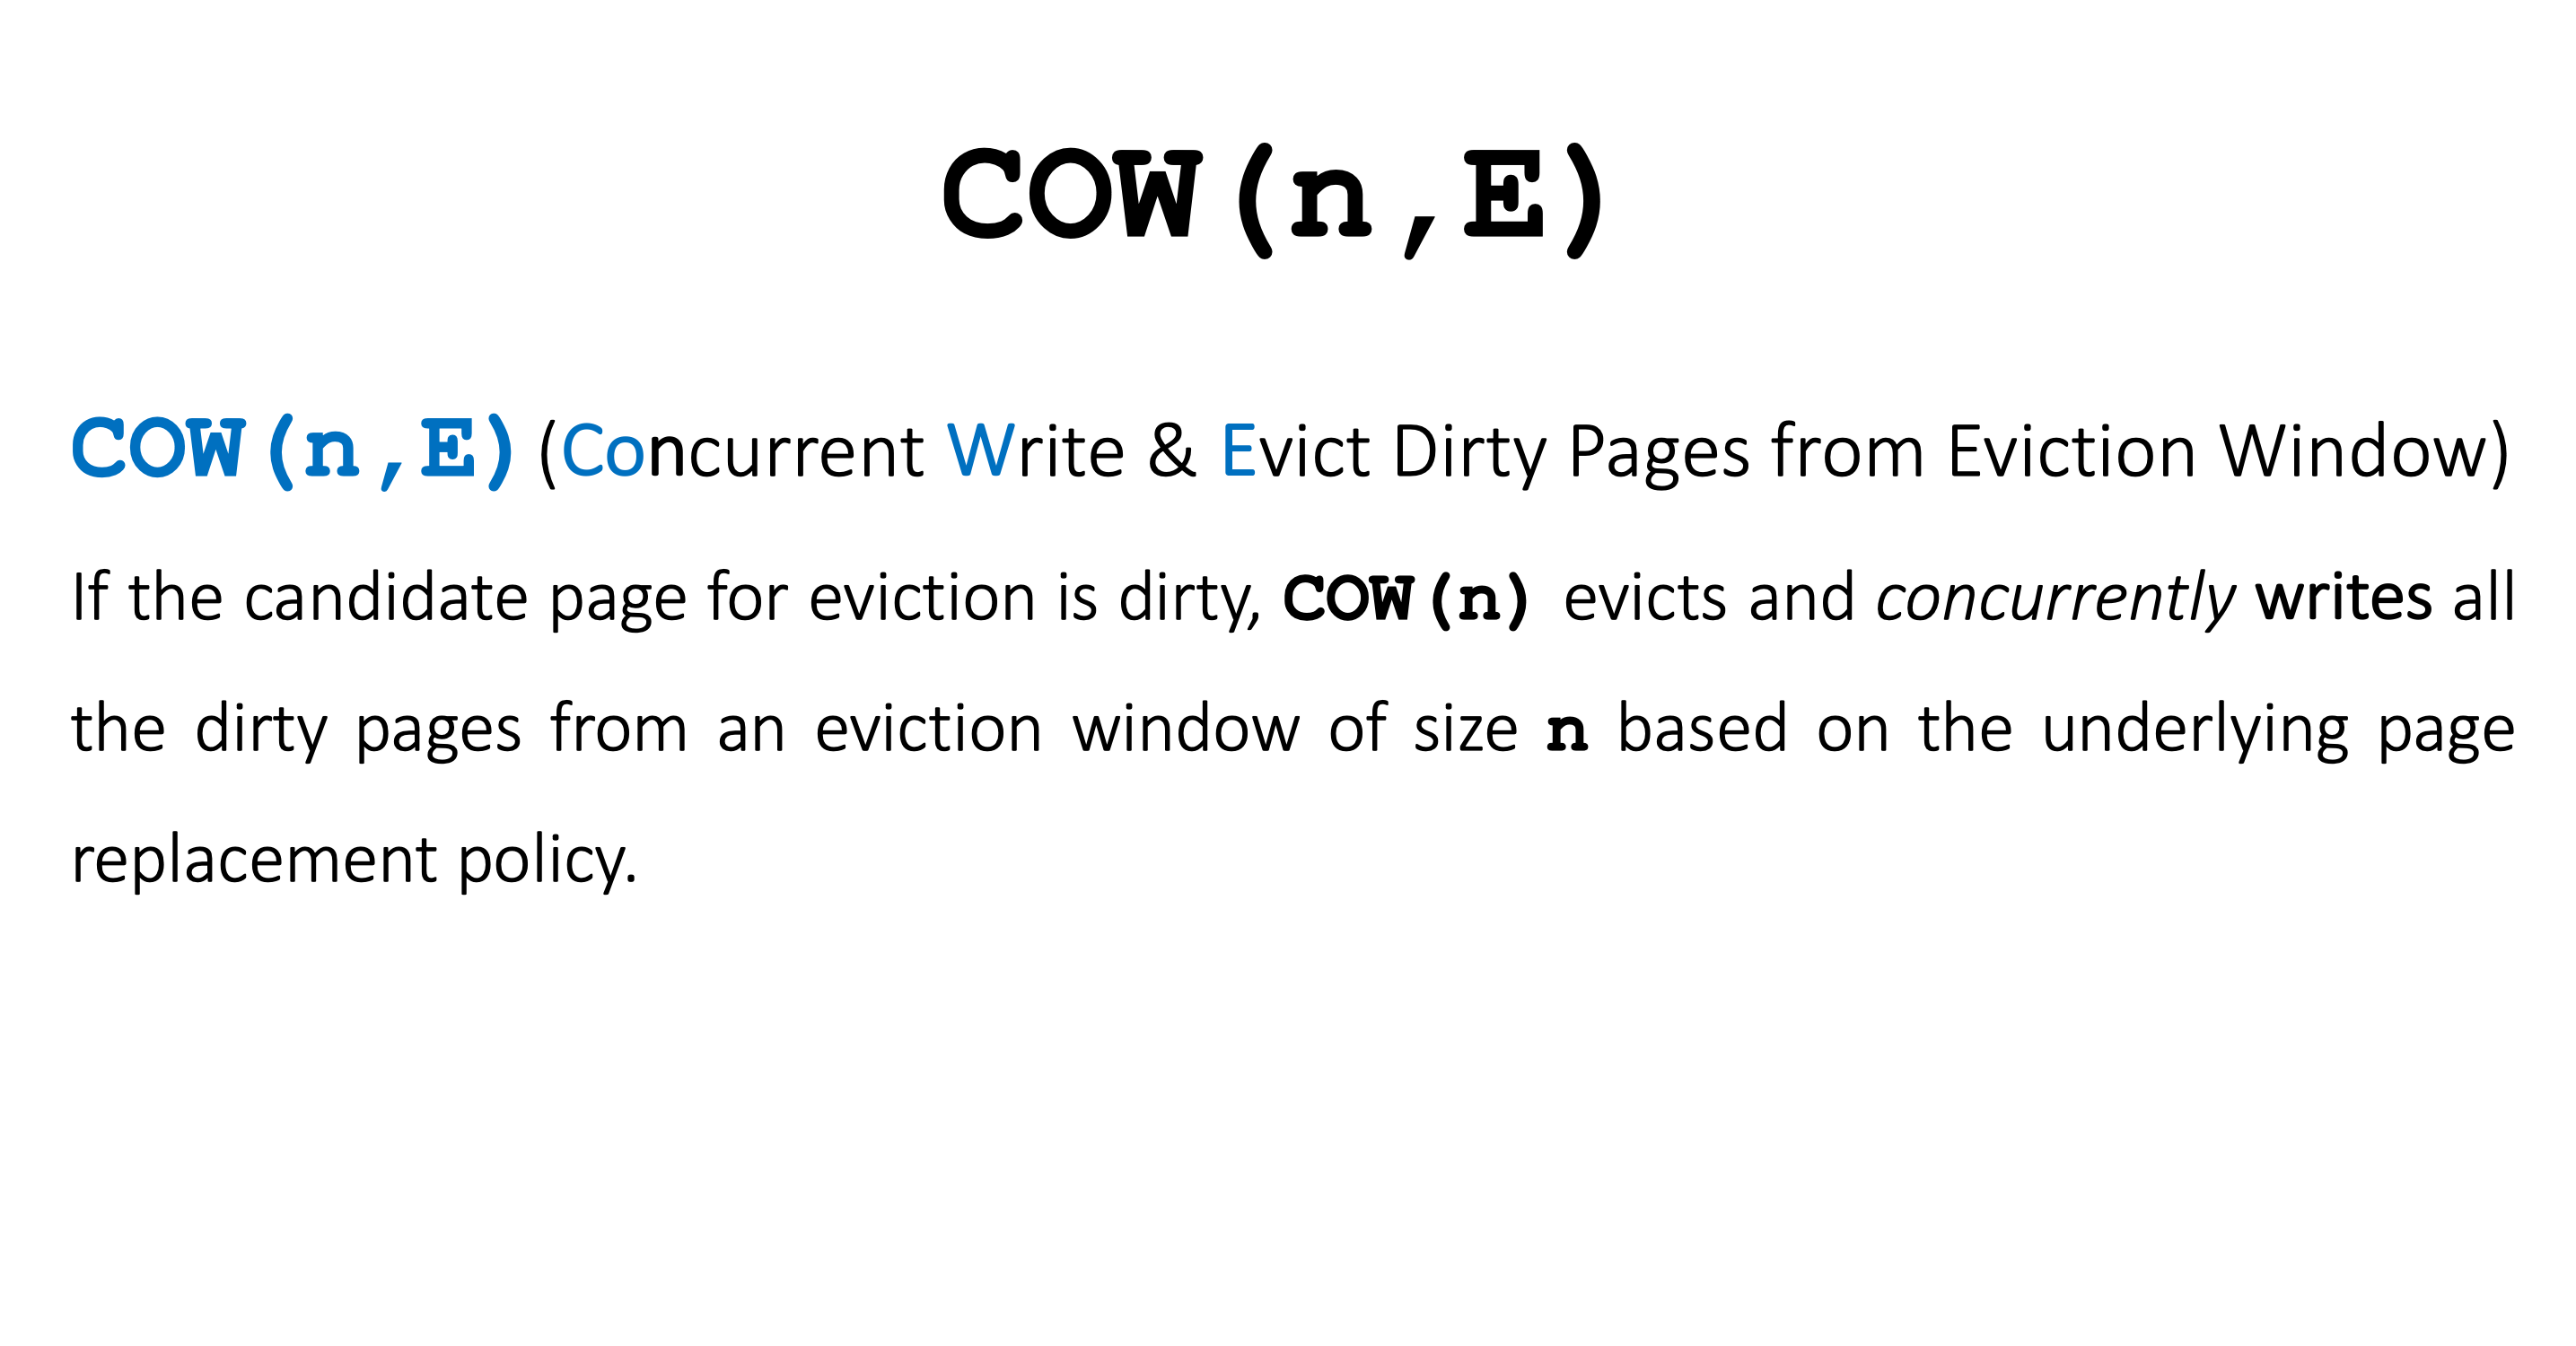 COW(n,E)
COW(n,E) (Concurrent Write & Evict Dirty Pages from Eviction Window)
If the candidate page for eviction is dirty, COW(n) evicts and concurrently writes all
the dirty pages from an eviction window of size n based on the underlying page
replacement policy.